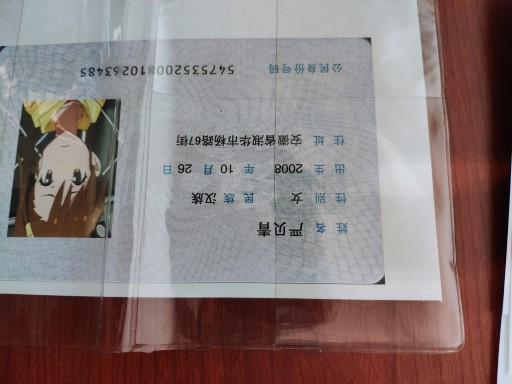 姓名 严贝青
性别 女 民族 汉族
出生 2008 年 10 月 26 日
住址 安徽省淑华市杨路67街
公民身份号码 547535200810263485